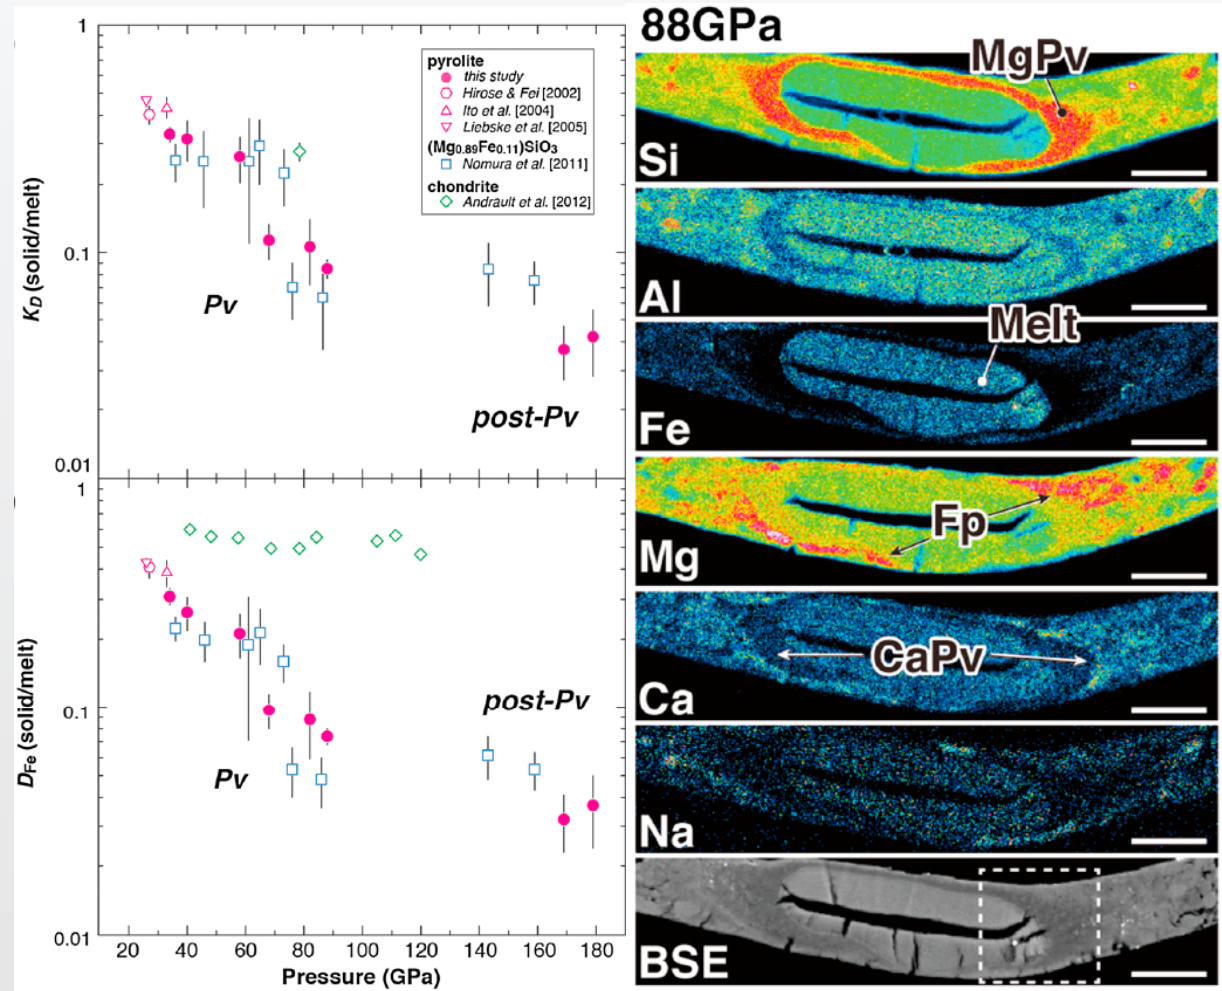 1
pyrolite
this study
Hirose & Fei [2002]
Ito et al. [2004]
Liebske et al. [2005]
(Mg0.89Fe0.11)SiO3
Nomura et al. [2011]
chondrite
Andrault et al. [2012]
KD (solid/melt)
0.1
Pv
post-Pv
0.01
1
DFe (solid/melt)
post-Pv
0.1
Pv
0.01
20 40 60 80 100 120 140 160 180
Pressure (GPa)
88GPa
MgPv
Si
Al
Melt
Fe
Fp
Mg
CaPv
Ca
Na
BSE